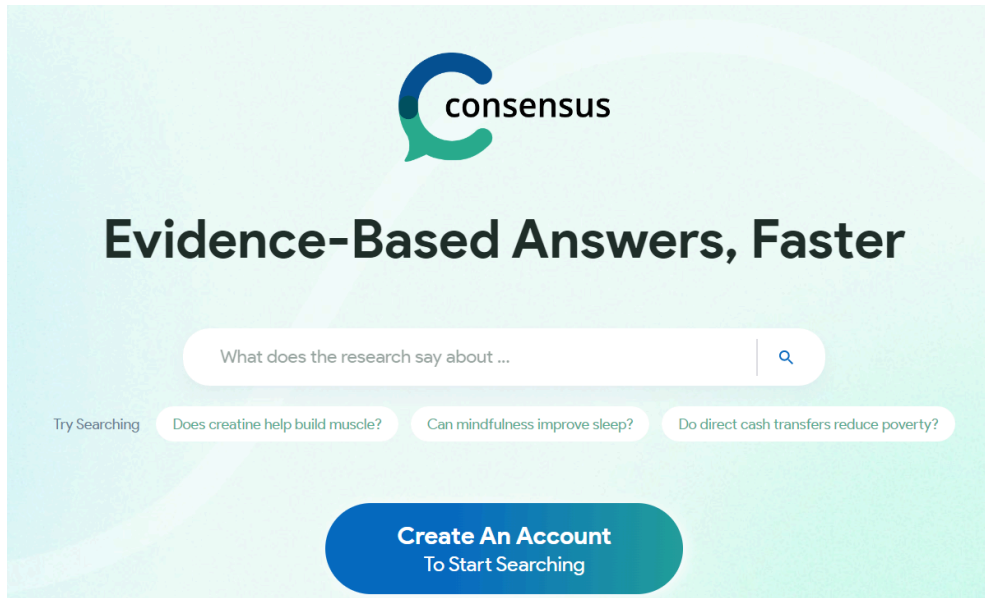 consensus
Evidence-Based Answers, Faster
What does the research say about ...
Try Searching Does creatine help build muscle? Can mindfulness improve sleep? Do direct cash transfers reduce poverty?
Create An Account
To Start Searching